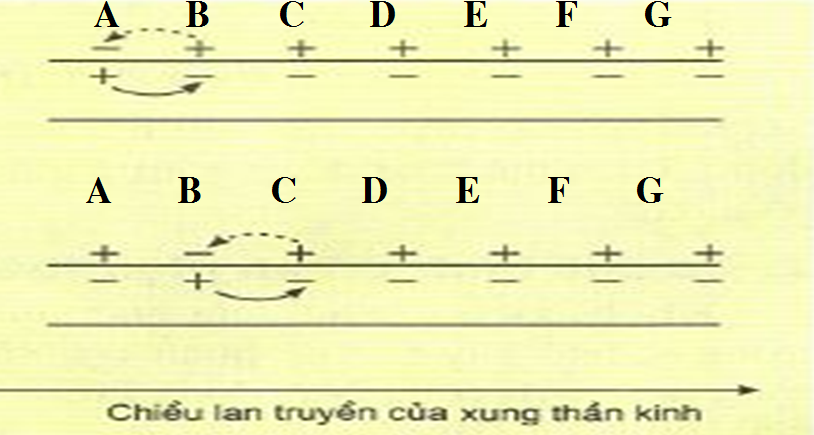 A B C D E F G
− + + + + + +
+ − − − − − −
A B C D E F G
+ − + + + + +
− + − − − − −
Chiều lan truyền của xung thần kinh